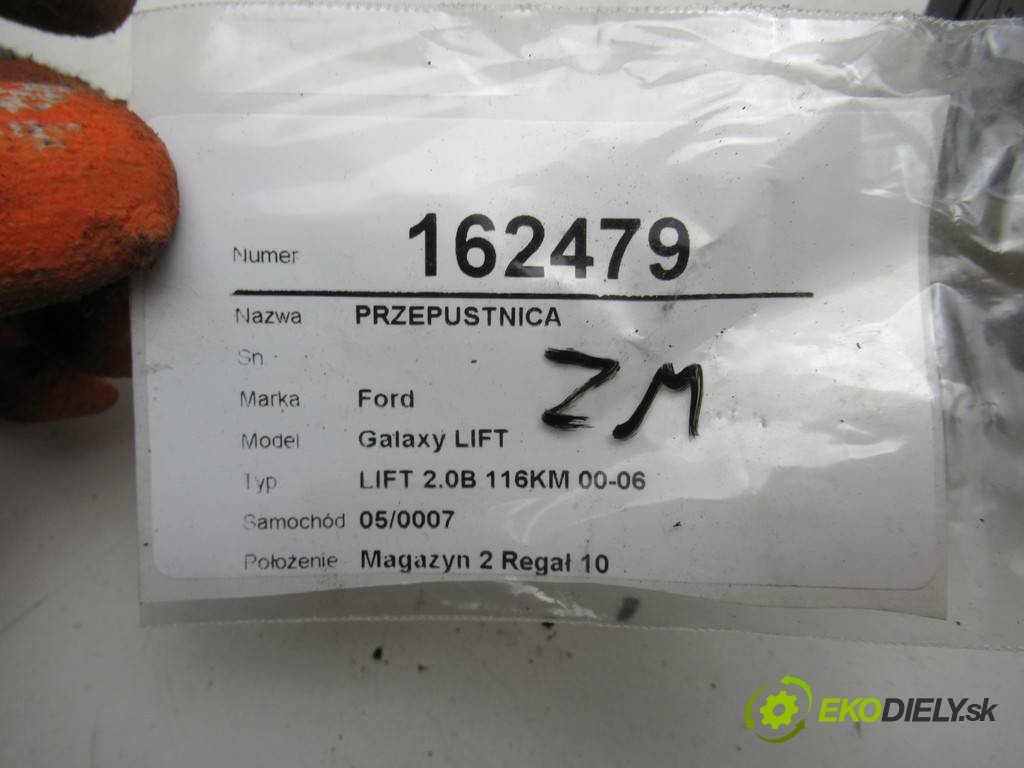 Numer 162479
Nazwa PRZEPUSTNICA
Sn
ZM
Marka Ford
Model Galaxy LIFT
Typ LIFT 2.0B 116KM 00-06
Samochód 05/0007
Położenie Magazyn 2 Regał 10
EKODIELY.sk